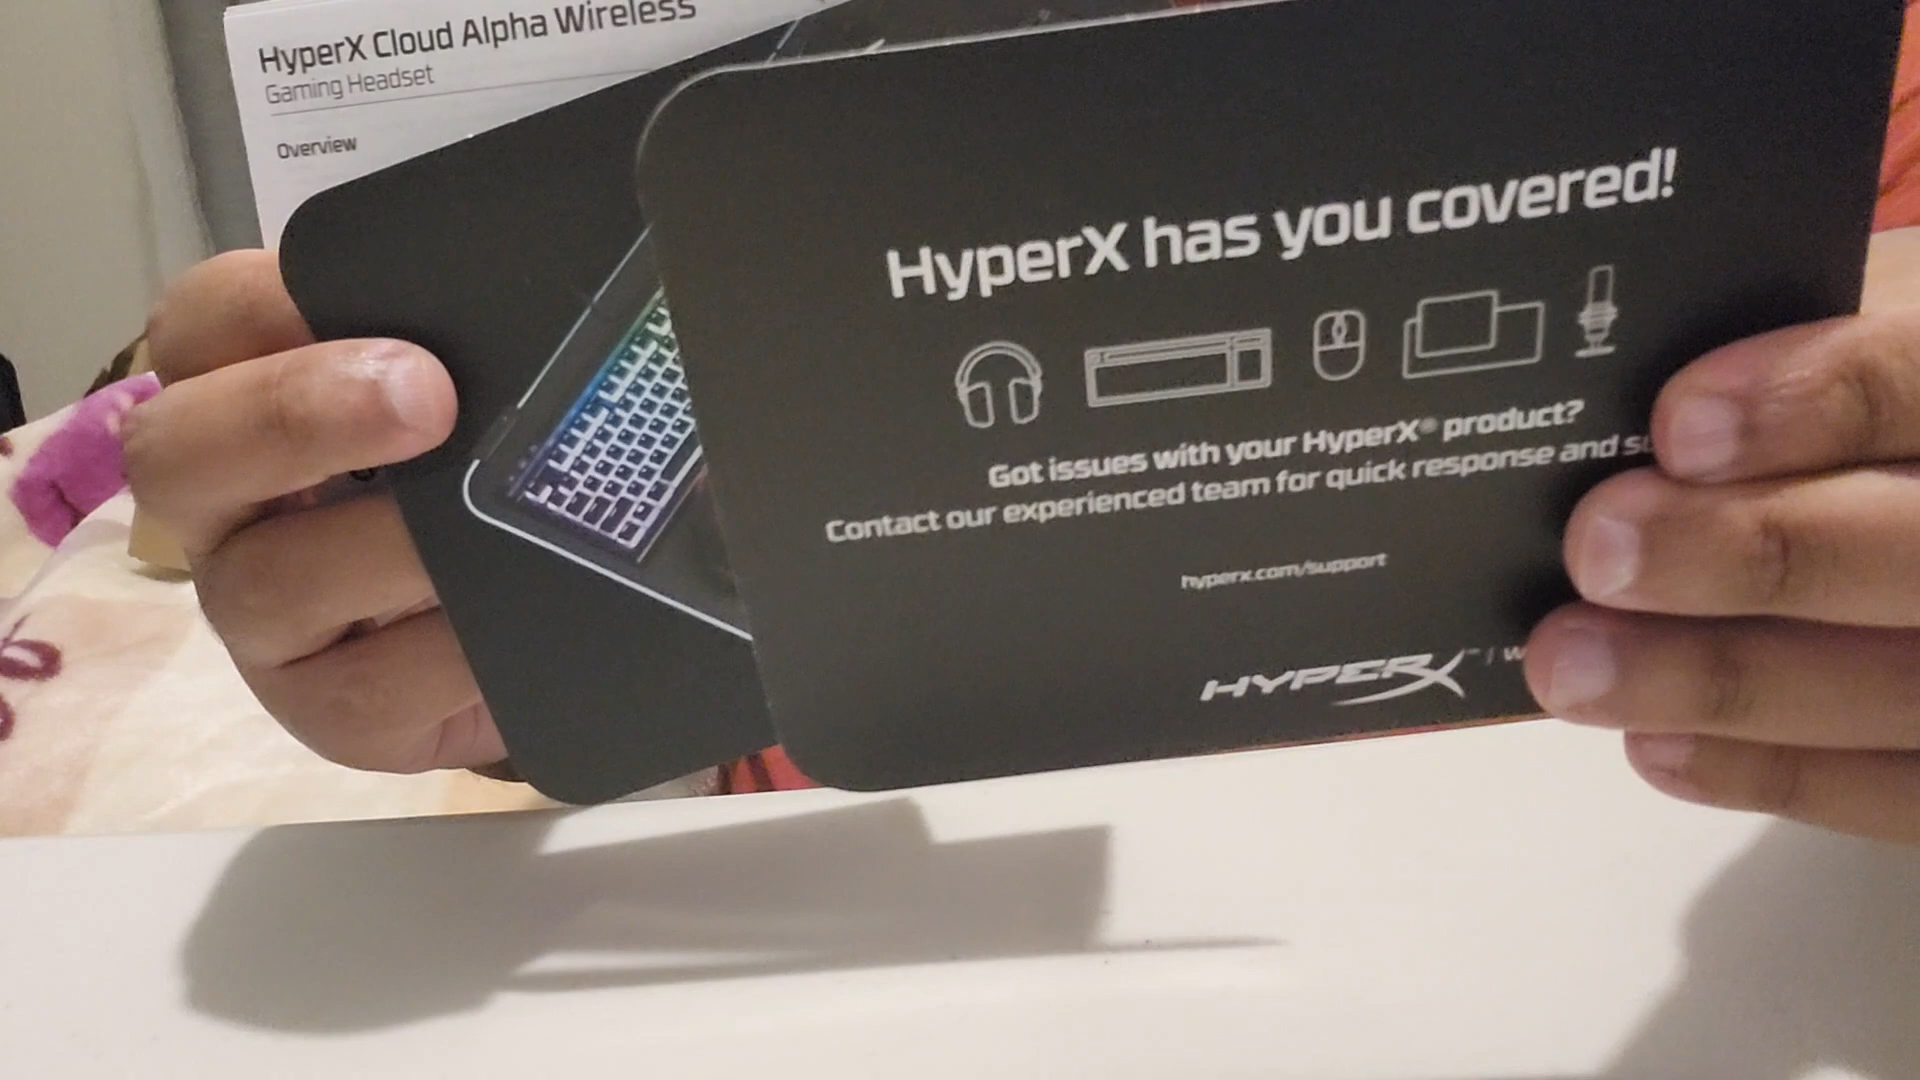 HyperX Cloud Alpha Wireless
Gaming Headset
Overview
HyperX has you covered!
Got issues with your HyperX® product?
Contact our experienced team for quick response and
hyperx.com/support
HYPERX™ /